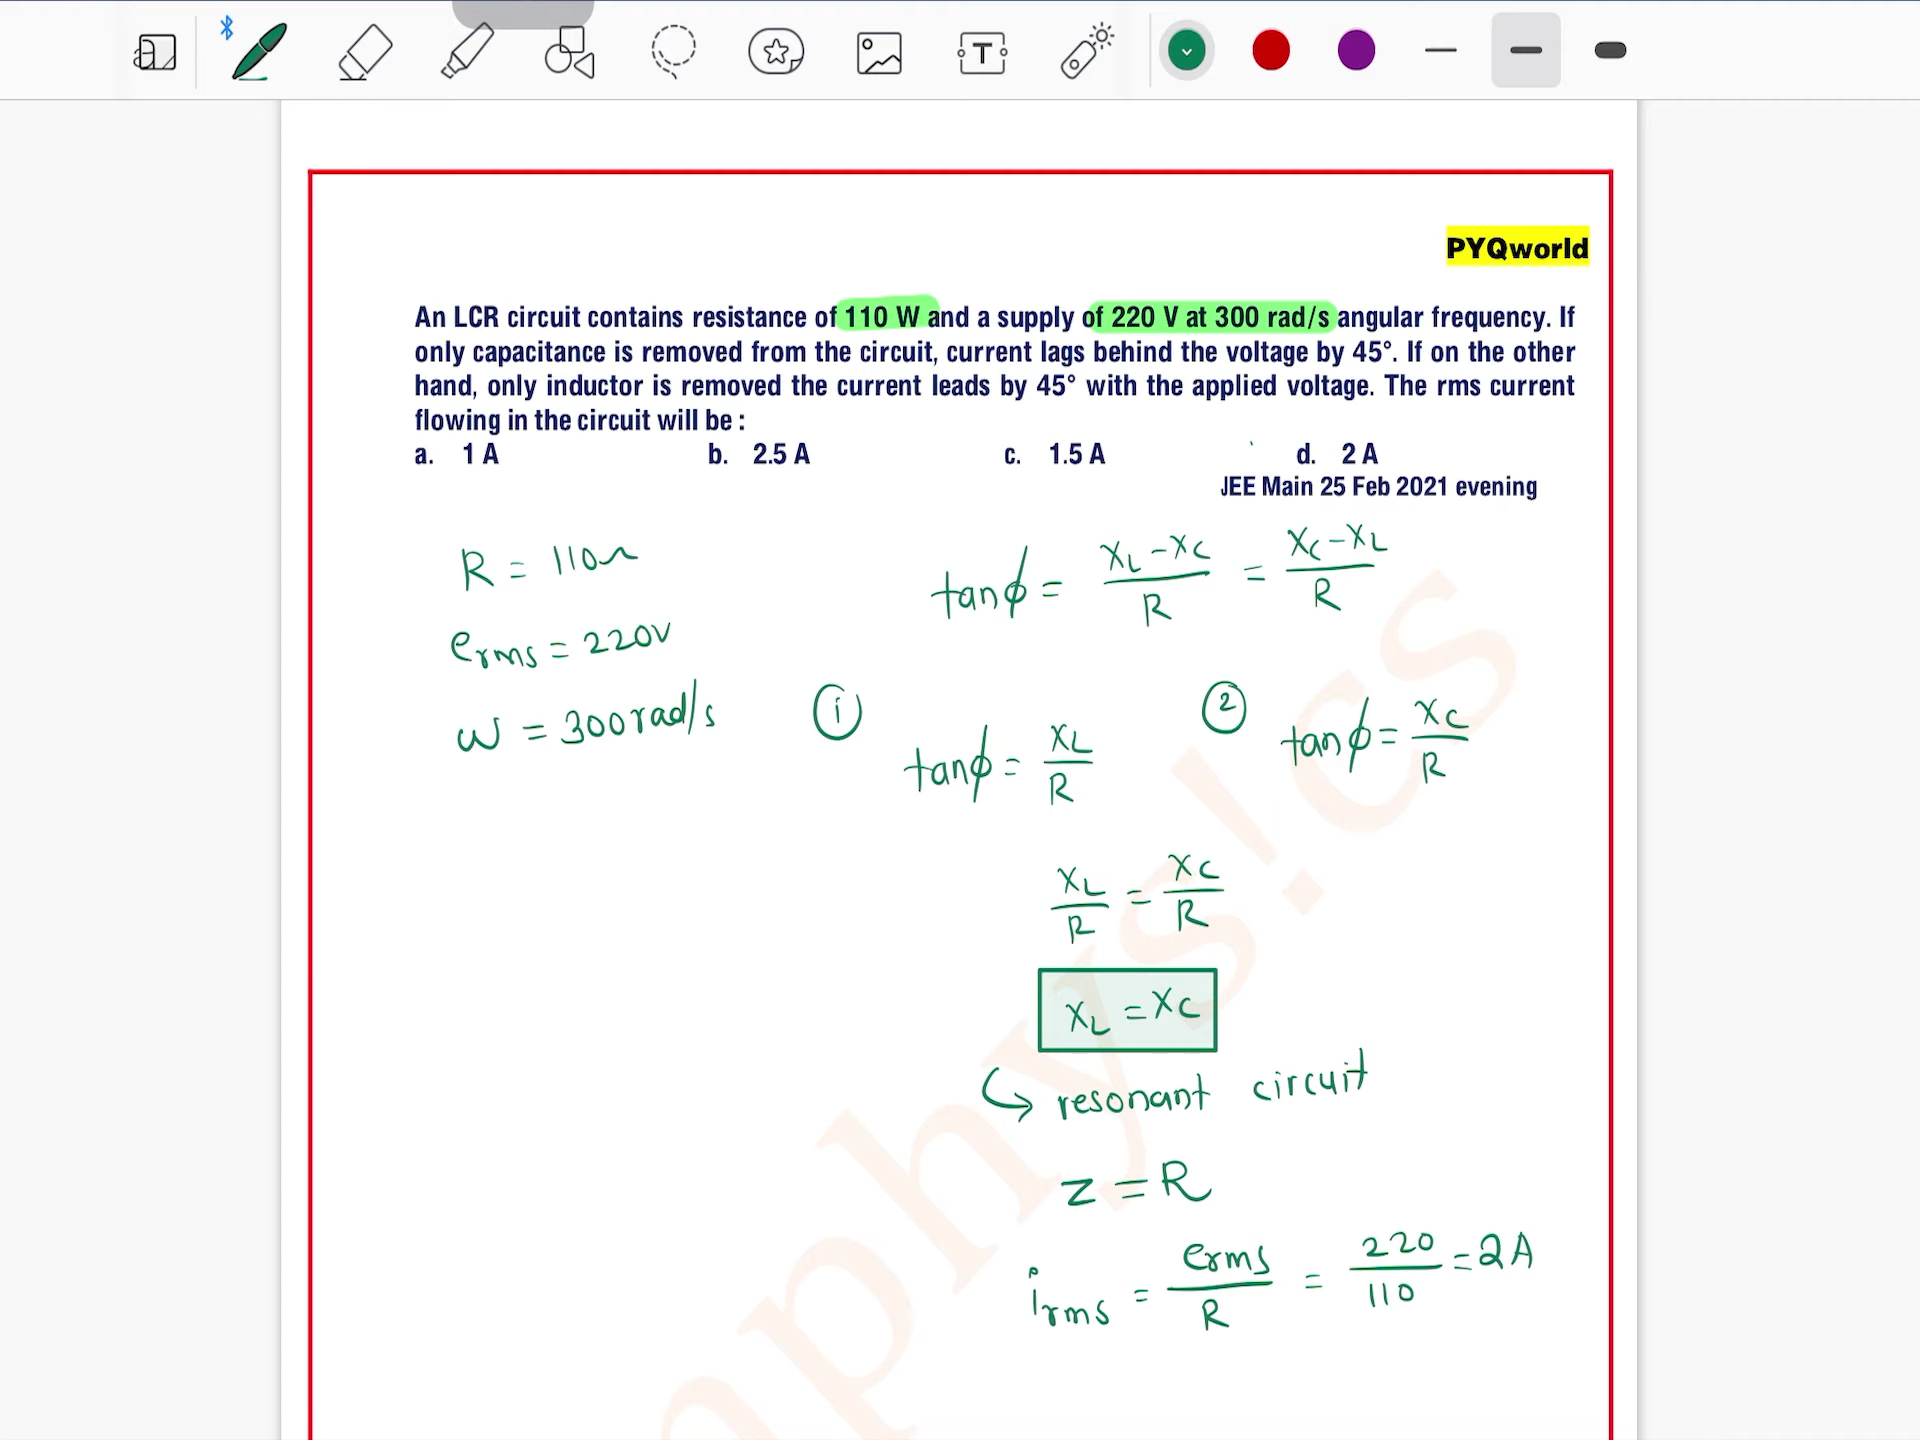 a
T
PYQworld
An LCR circuit contains resistance of 110 W and a supply of 220 V at 300 rad/s angular frequency. If
only capacitance is removed from the circuit, current lags behind the voltage by 45°. If on the other
hand, only inductor is removed the current leads by 45° with the applied voltage. The rms current
flowing in the circuit will be :
a. 1 A b. 2.5 A c. 1.5 A d. 2 A
JEE Main 25 Feb 2021 evening
R = 110Ω
erms = 220V
ω = 300rad/s
tanϕ = XL-XC / R = XC-XL / R
① tanϕ = XL / R
② tanϕ = XC / R
XL / R = XC / R
XL = XC
↳ resonant circuit
z = R
irms = erms / R = 220 / 110 = 2A
phys!cs